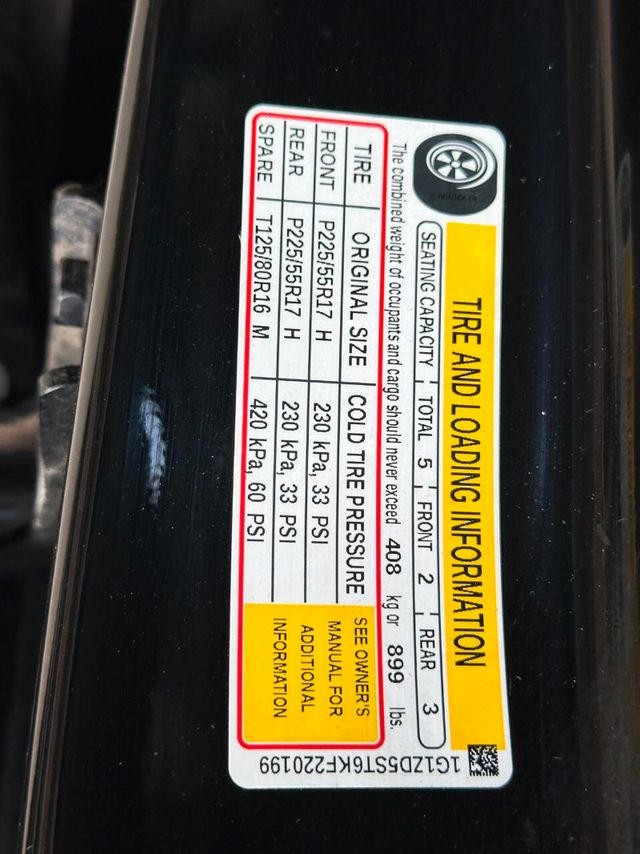 TIRE AND LOADING INFORMATION
SEATING CAPACITY TOTAL 5 FRONT 2 REAR 3
The combined weight of occupants and cargo should never exceed 408 kg or 899 lbs.
TIRE ORIGINAL SIZE COLD TIRE PRESSURE
FRONT P225/55R17 H 230 kPa, 33 PSI
REAR P225/55R17 H 230 kPa, 33 PSI
SPARE T125/80R16 M 420 kPa, 60 PSI
SEE OWNER'S
MANUAL FOR
ADDITIONAL
INFORMATION
1G1ZD5ST6KF220199